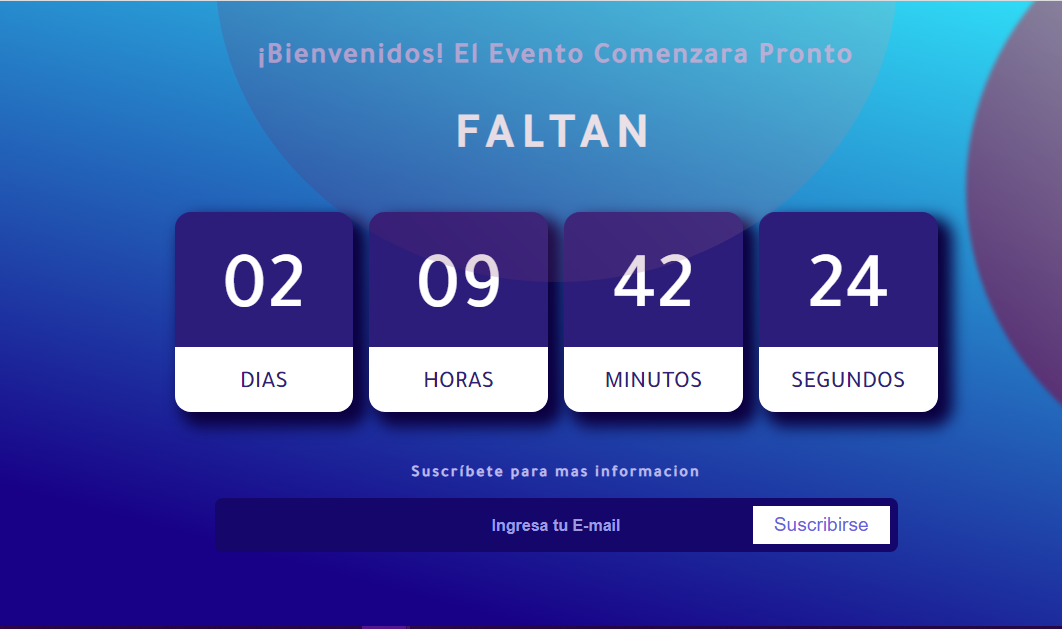 ¡Bienvenidos! El Evento Comenzara Pronto
FALTAN
02 09 42 24
DIAS HORAS MINUTOS SEGUNDOS
Suscríbete para mas informacion
Ingresa tu E-mail Suscribirse